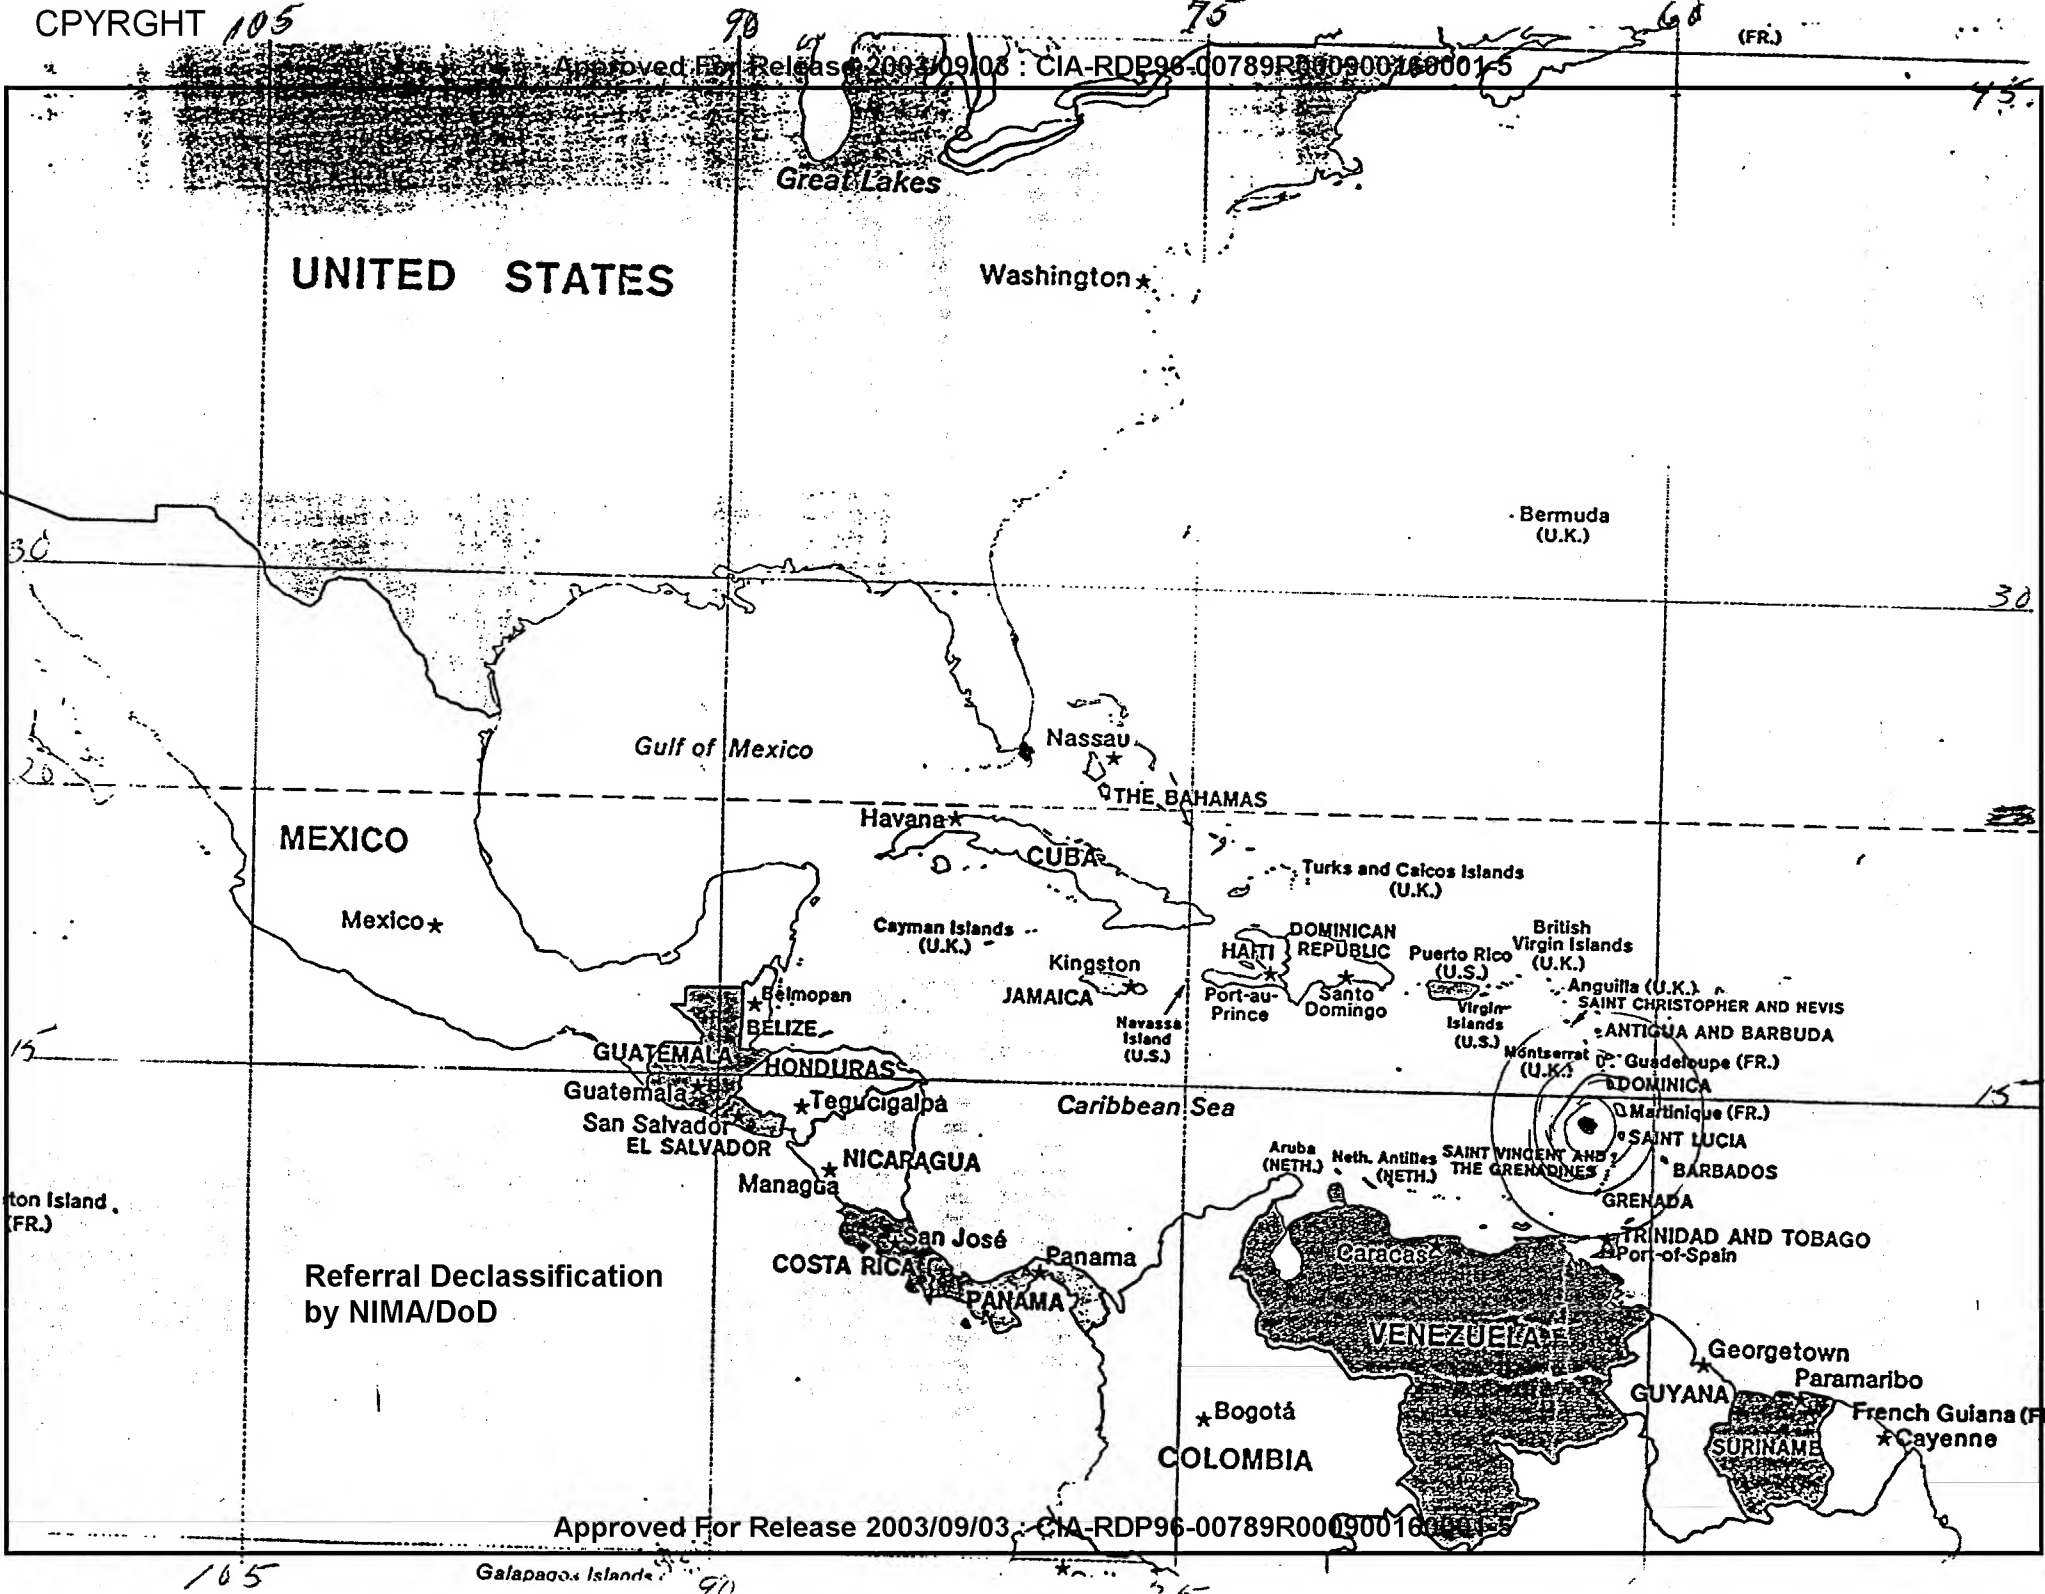 CPYRGHT
105
90
75
60
(FR.)
Approved For Release 2003/09/03 : CIA-RDP96-00789R000900160001-5
45
Great Lakes
UNITED STATES
Washington
Bermuda
(U.K.)
30
30
Nassau
Gulf of Mexico
20
THE BAHAMAS
Havana
MEXICO
CUBA
Turks and Caicos Islands
(U.K.)
Mexico
Cayman Islands
(U.K.)
DOMINICAN
REPUBLIC
HAITI
British
Virgin Islands
(U.K.)
Puerto Rico
(U.S.)
Kingston
JAMAICA
Port-au-
Prince
Santo
Domingo
Anguilla (U.K.)
SAINT CHRISTOPHER AND NEVIS
Virgin
Islands
(U.S.)
Belmopan
BELIZE
Navassa
Island
(U.S.)
ANTIGUA AND BARBUDA
15
GUATEMALA
HONDURAS
Montserrat
(U.K.)
Guadeloupe (FR.)
DOMINICA
Guatemala
Tegucigalpa
Caribbean Sea
15
Martinique (FR.)
San Salvador
EL SALVADOR
SAINT LUCIA
NICARAGUA
Managua
Aruba
(NETH.)
Neth. Antilles
(NETH.)
SAINT VINCENT AND
THE GRENADINES
BARBADOS
GRENADA
ton Island
(FR.)
San José
COSTA RICA
Panama
PANAMA
Caracas
TRINIDAD AND TOBAGO
Port-of-Spain
Referral Declassification
by NIMA/DoD
VENEZUELA
Georgetown
GUYANA
Paramaribo
Bogotá
COLOMBIA
French Guiana (F
Cayenne
SURINAME
Approved For Release 2003/09/03 : CIA-RDP96-00789R000900160001-5
105
Galapagos Islands
90
75